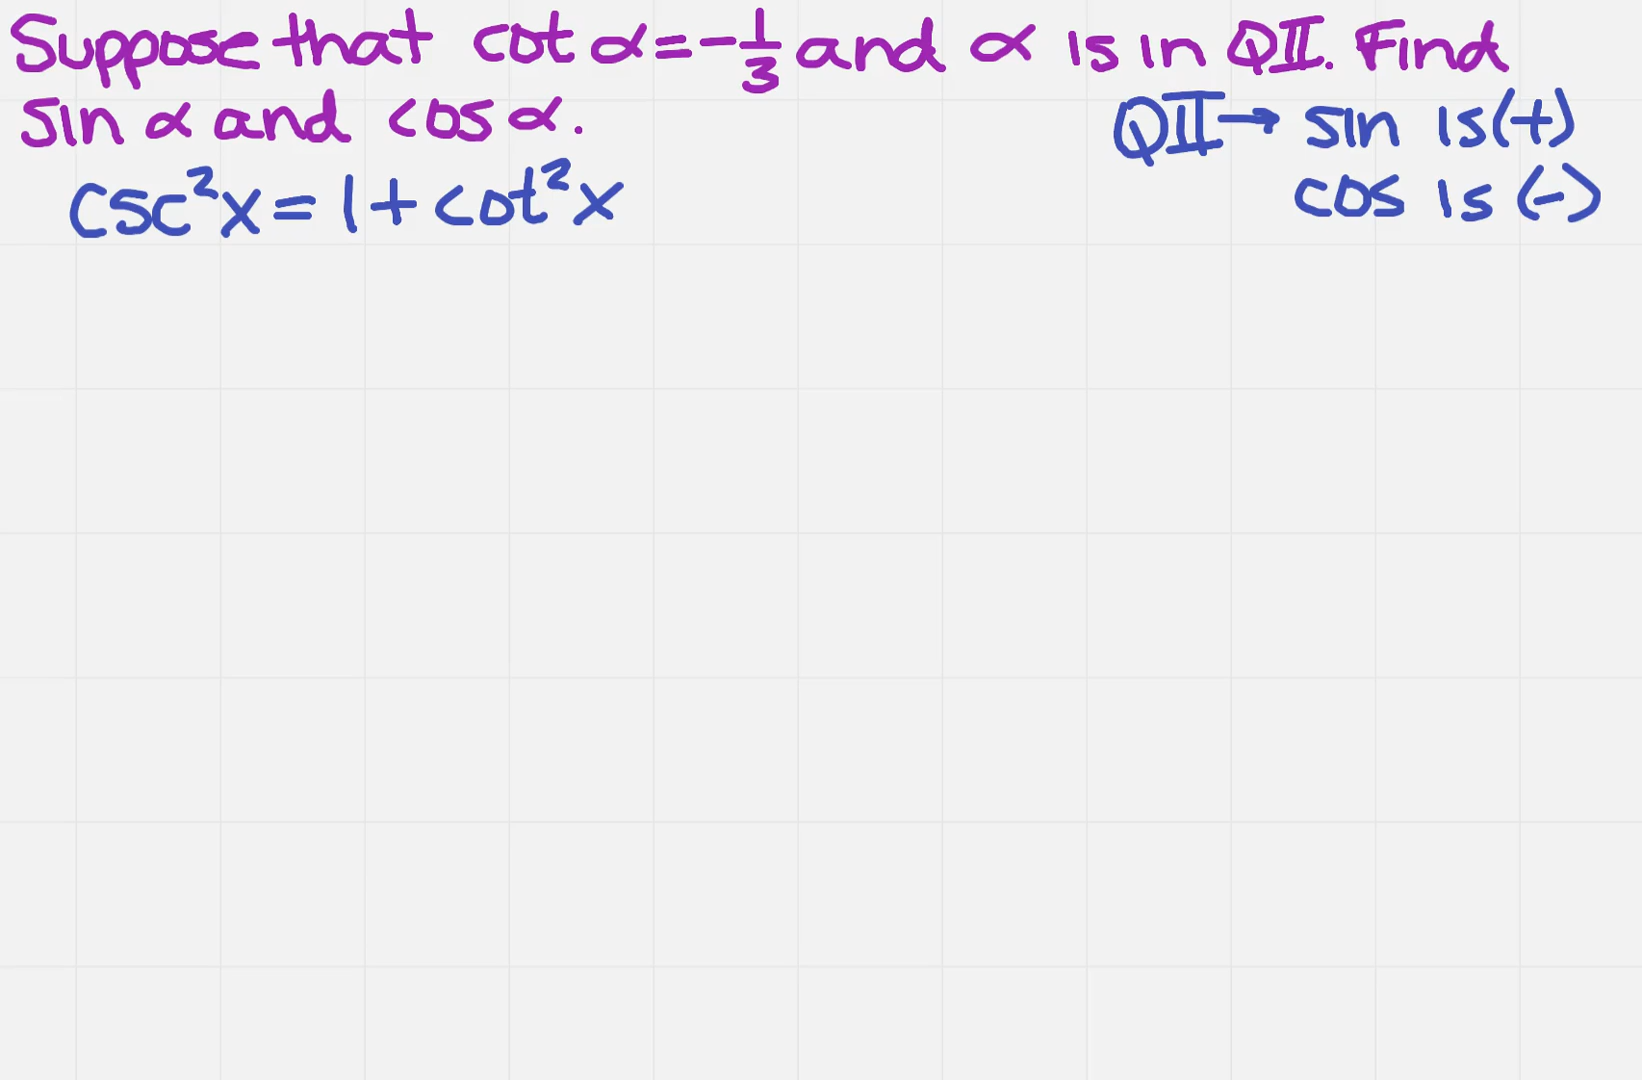 Suppose that cot α = -1/3 and α is in QII. Find
sin α and cos α.
QII → sin is (+)
cos is (-)
csc²x = 1 + cot²x